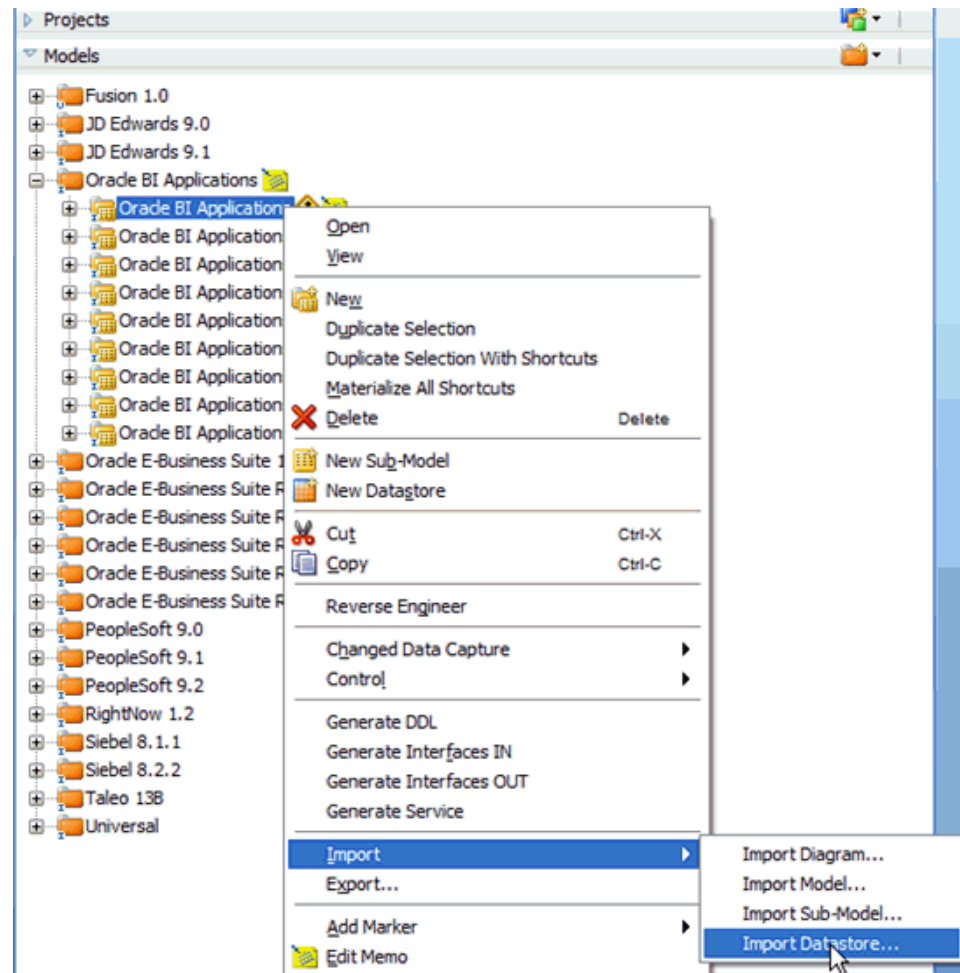 Projects
Models
Fusion 1.0
JD Edwards 9.0
JD Edwards 9.1
Oracle BI Applications
Oracle BI Applications
Oracle BI Application
Oracle BI Application
Oracle BI Application
Oracle BI Application
Oracle BI Application
Oracle BI Application
Oracle BI Application
Oracle BI Application
Oracle E-Business Suite 1
Oracle E-Business Suite R
Oracle E-Business Suite R
Oracle E-Business Suite R
Oracle E-Business Suite R
Oracle E-Business Suite R
PeopleSoft 9.0
PeopleSoft 9.1
PeopleSoft 9.2
RightNow 1.2
Siebel 8.1.1
Siebel 8.2.2
Taleo 13B
Universal
Open
View
New
Duplicate Selection
Duplicate Selection With Shortcuts
Materialize All Shortcuts
Delete Delete
New Sub-Model
New Datastore
Cut Ctrl-X
Copy Ctrl-C
Reverse Engineer
Changed Data Capture
Control
Generate DDL
Generate Interfaces IN
Generate Interfaces OUT
Generate Service
Import
Export...
Add Marker
Edit Memo
Import Diagram...
Import Model...
Import Sub-Model...
Import Datastore...